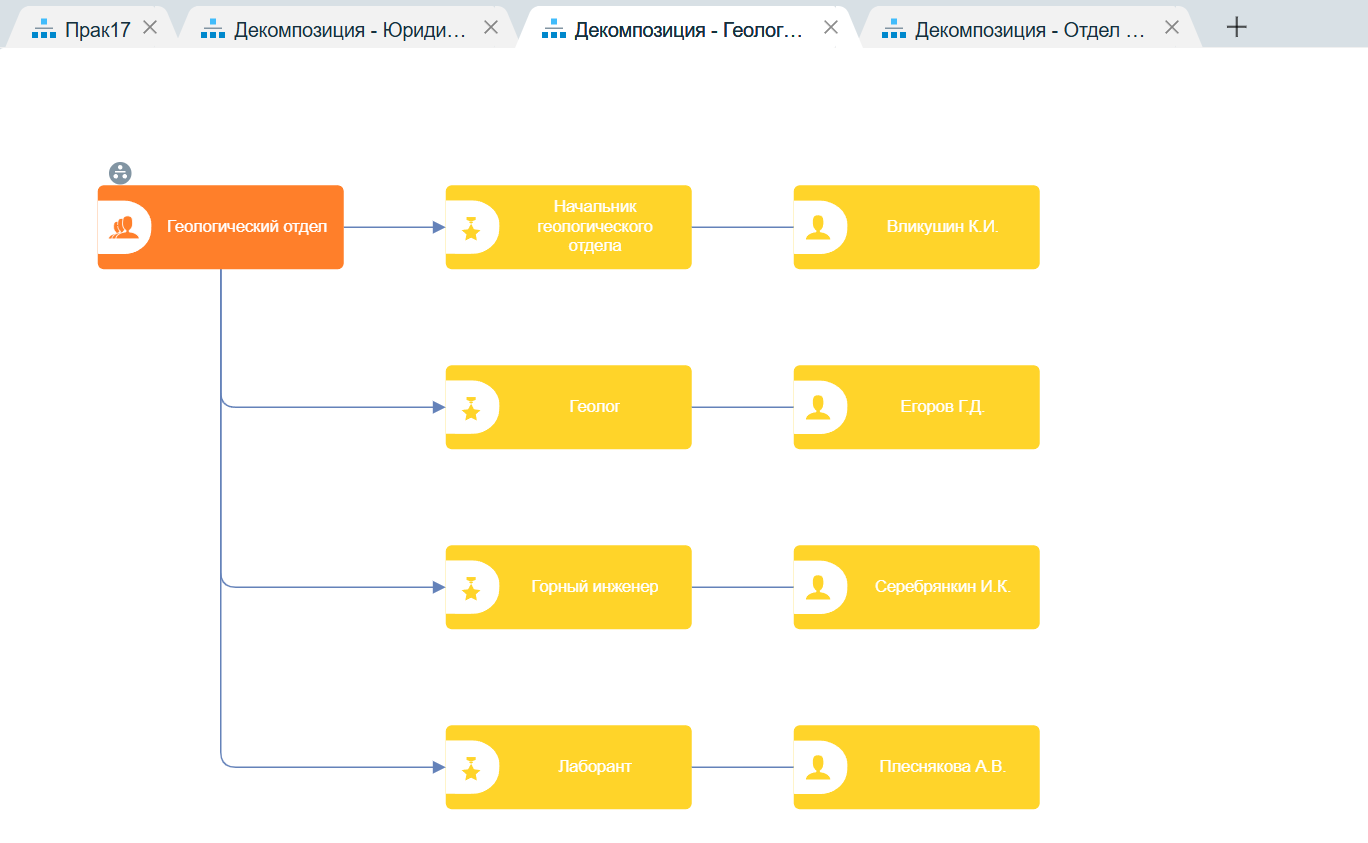 Прак17
Декомпозиция - Юриди...
Декомпозиция - Геолог...
Декомпозиция - Отдел ...
Геологический отдел
Начальник
геологического
отдела
Вликушин К.И.
Геолог
Егоров Г.Д.
Горный инженер
Серебрянкин И.К.
Лаборант
Плеснякова А.В.